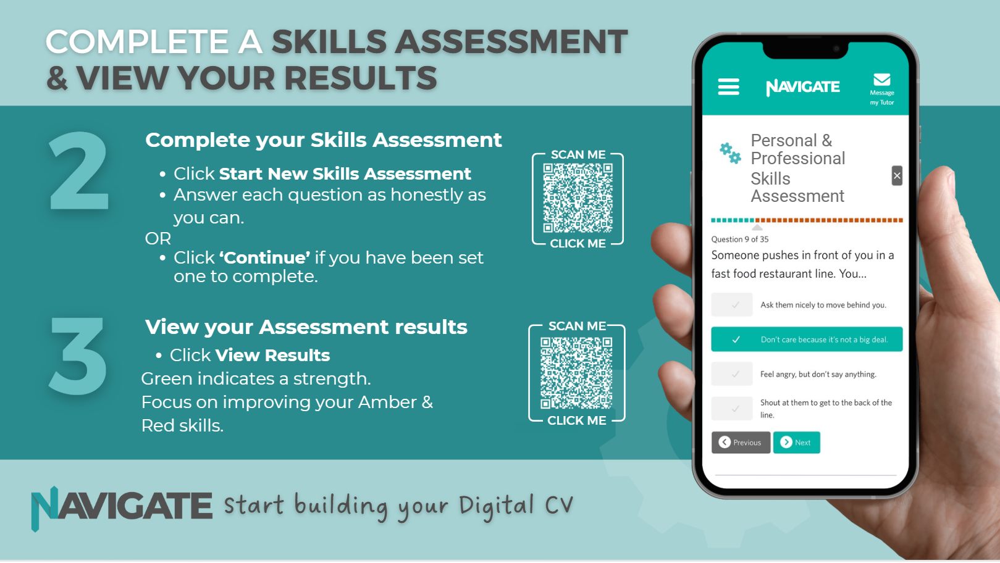 COMPLETE A SKILLS ASSESSMENT
& VIEW YOUR RESULTS
2
Complete your Skills Assessment
• Click Start New Skills Assessment
• Answer each question as honestly as
you can.
OR
• Click ‘Continue’ if you have been set
one to complete.
SCAN ME
CLICK ME
3
View your Assessment results
• Click View Results
Green indicates a strength.
Focus on improving your Amber &
Red skills.
SCAN ME
CLICK ME
NAVIGATE Start building your Digital CV
NAVIGATE
Message
my Tutor
Personal &
Professional
Skills
Assessment
Question 9 of 35
Someone pushes in front of you in a
fast food restaurant line. You...
Ask them nicely to move behind you.
Don't care because it's not a big deal.
Feel angry, but don't say anything.
Shout at them to get to the back of the
line.
Previous
Next